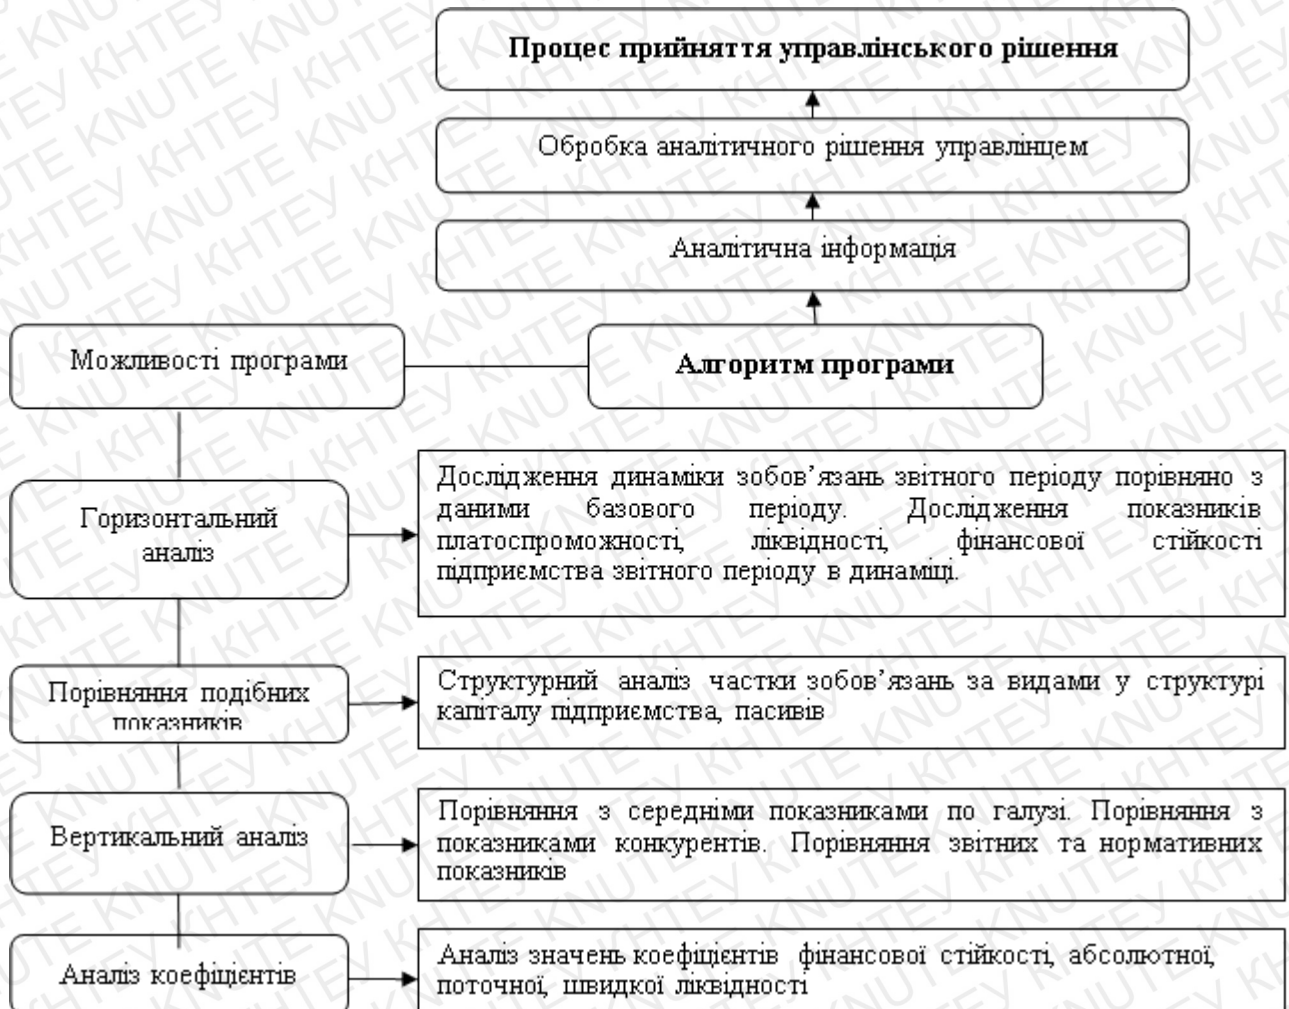 Процес прийняття управлінського рішення
Обробка аналітичного рішення управлінцем
Аналітична інформація
Можливості програми
Алгоритм програми
Горизонтальний
аналіз
Дослідження динаміки зобов’язань звітного періоду порівняно з
даними базового періоду. Дослідження показників
платоспроможності, ліквідності, фінансової стійкості
підприємства звітного періоду в динаміці.
Порівняння подібних
показників
Структурний аналіз частки зобов’язань за видами у структурі
капіталу підприємства, пасивів
Вертикальний аналіз
Порівняння з середніми показниками по галузі. Порівняння з
показниками конкурентів. Порівняння звітних та нормативних
показників
Аналіз коефіцієнтів
Аналіз значень коефіцієнтів фінансової стійкості, абсолютної,
поточної, швидкої ліквідності